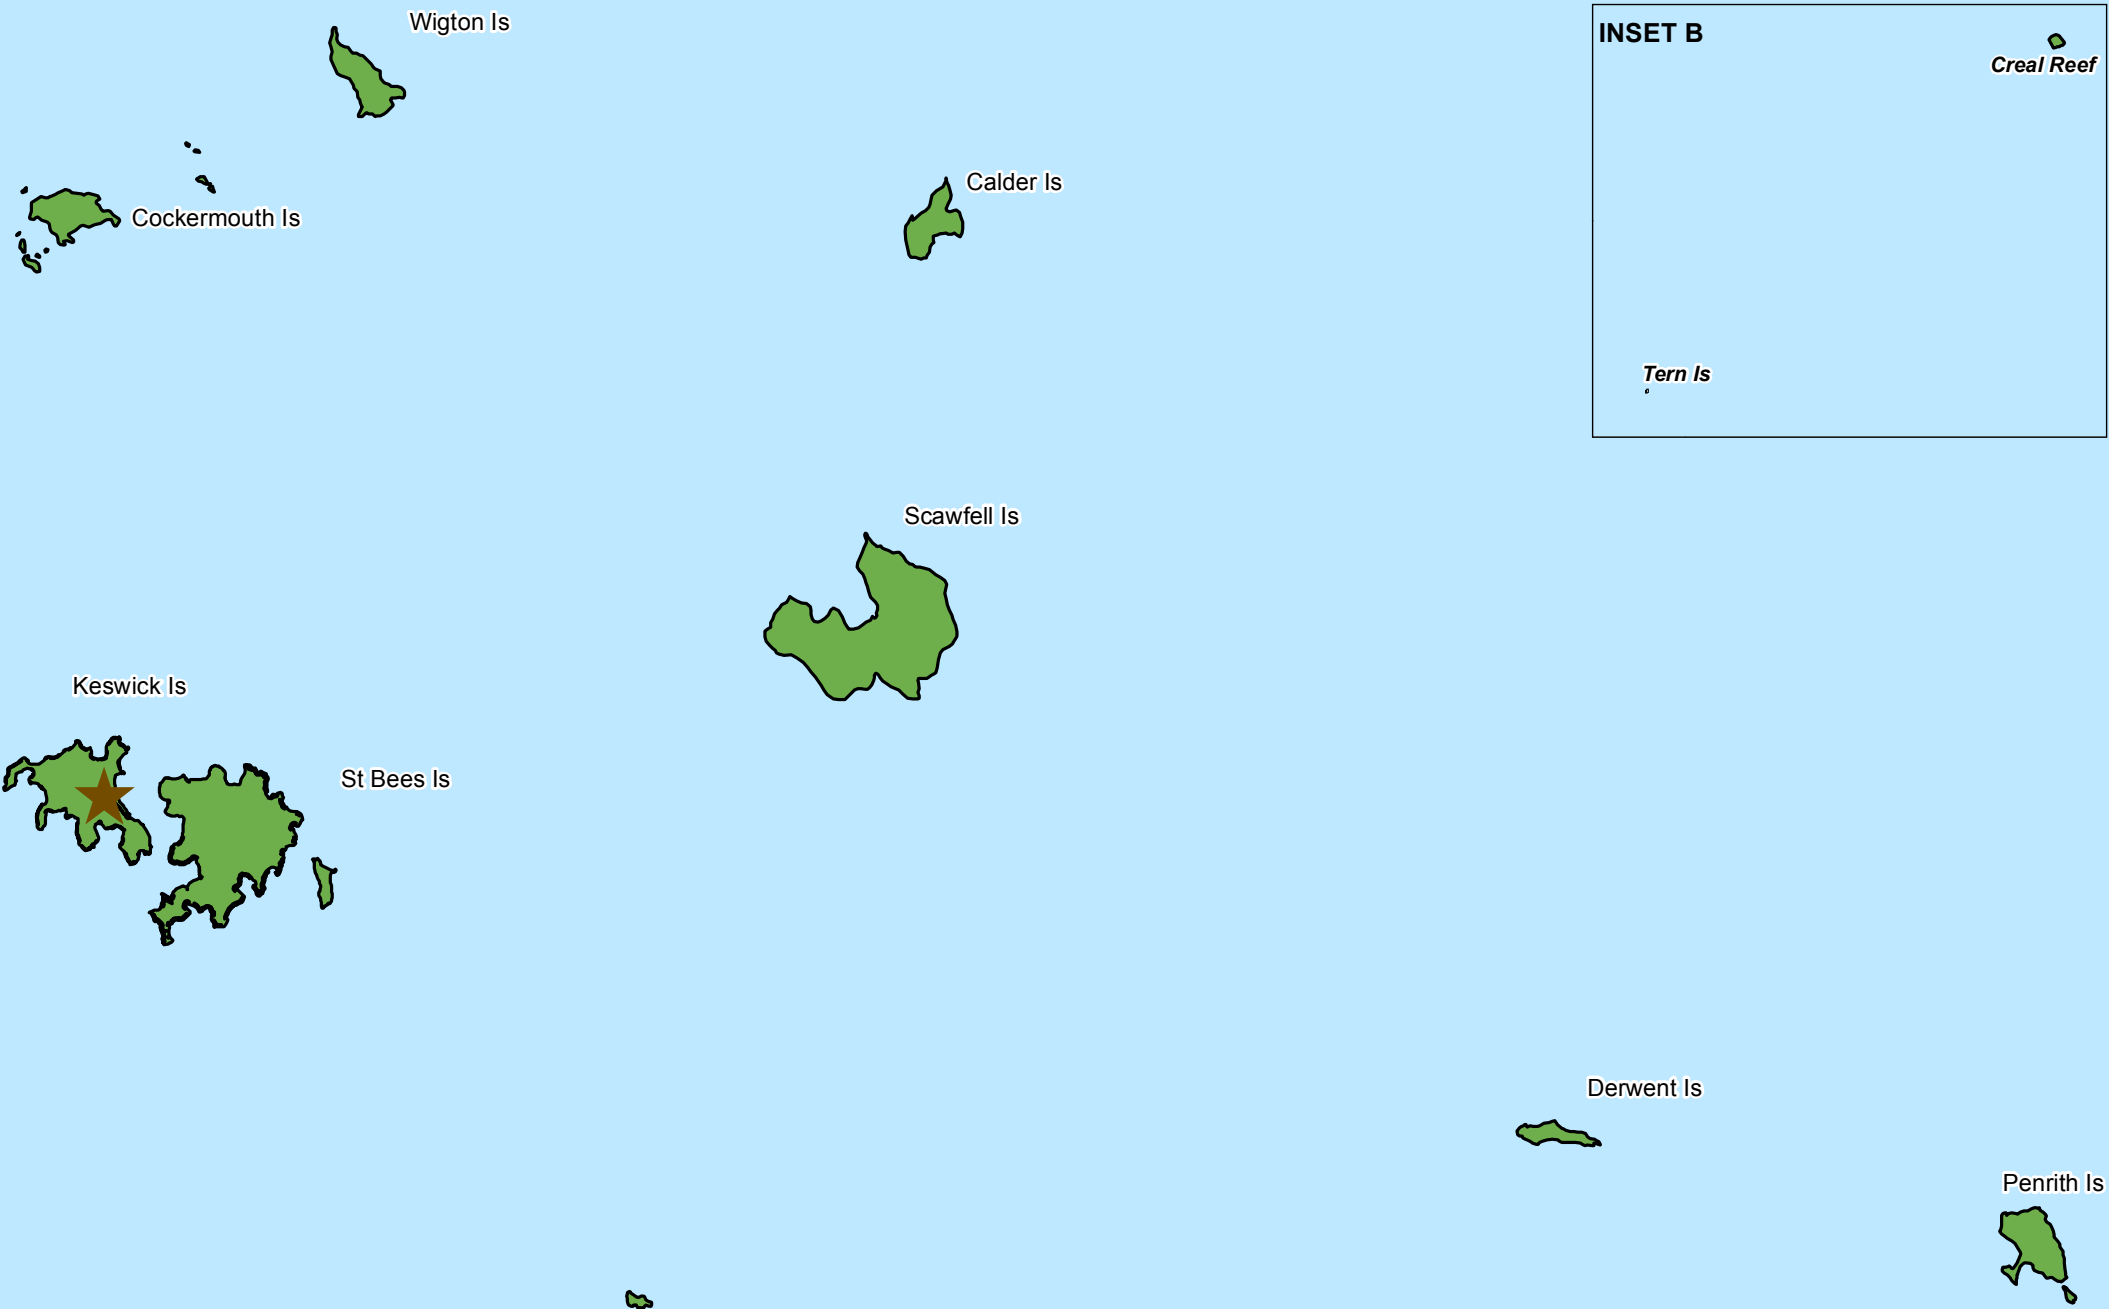 Wigton Is
INSET B
Creal Reef
Calder Is
Cockermouth Is
Tern Is
Scawfell Is
Keswick Is
St Bees Is
Derwent Is
Penrith Is